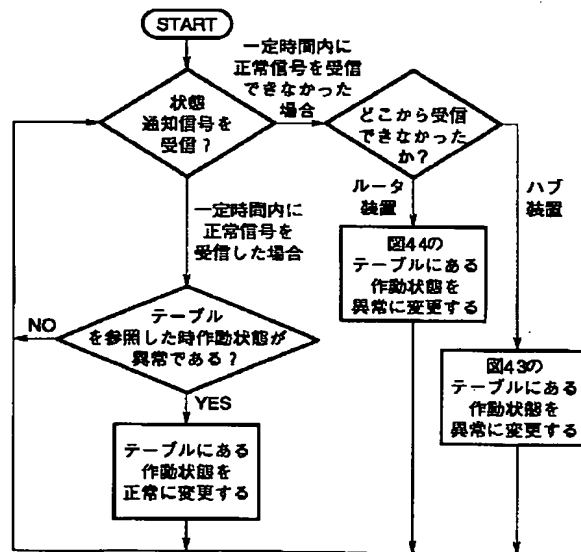 START
一定時間内に
正常信号を受信
できなかった
場合
状態
通知信号を
受信？
どこから受信
できなかった
か？
ルータ
装置
ハブ
装置
一定時間内に
正常信号を
受信した場合
図44の
テーブルにある
作動状態を
異常に変更する
NO
テーブル
を参照した時作動状態が
異常である？
図43の
テーブルにある
作動状態を
異常に変更する
YES
テーブルにある
作動状態を
正常に変更する